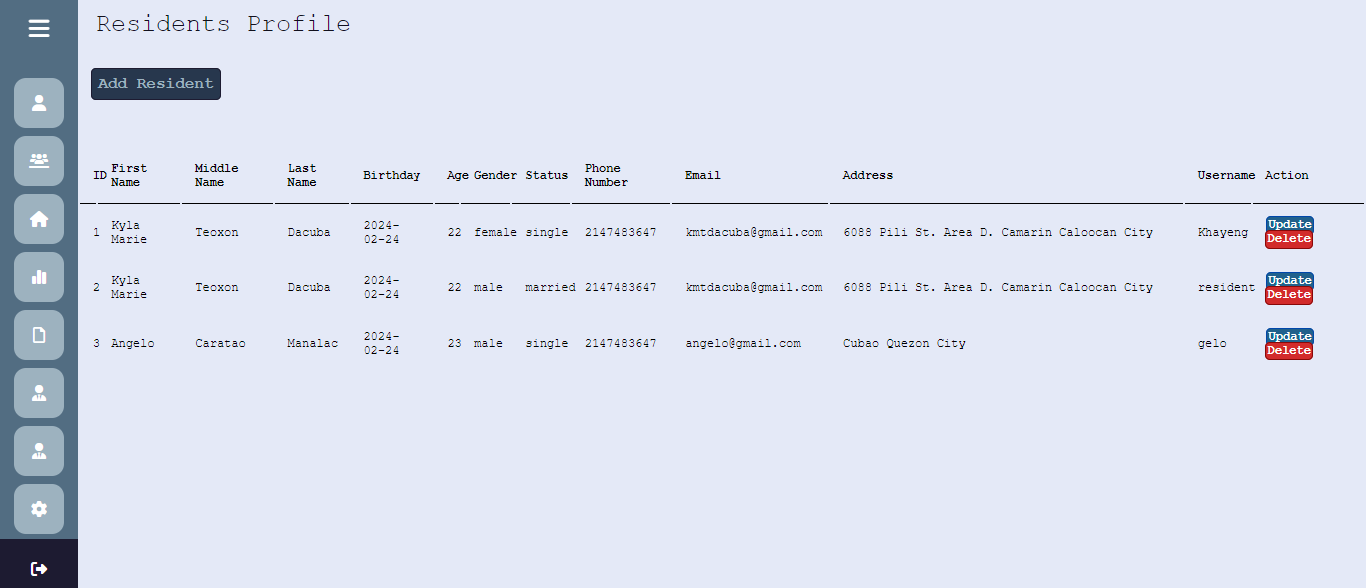 Residents Profile
Add Resident
ID First Name Middle Name Last Name Birthday Age Gender Status Phone Number Email Address Username Action
1 Kyla Marie Teoxon Dacuba 2024-02-24 22 female single 2147483647 kmtdacuba@gmail.com 6088 Pili St. Area D. Camarin Caloocan City Khayeng Update Delete
2 Kyla Marie Teoxon Dacuba 2024-02-24 22 male married 2147483647 kmtdacuba@gmail.com 6088 Pili St. Area D. Camarin Caloocan City resident Update Delete
3 Angelo Caratao Manalac 2024-02-24 23 male single 2147483647 angelo@gmail.com Cubao Quezon City gelo Update Delete